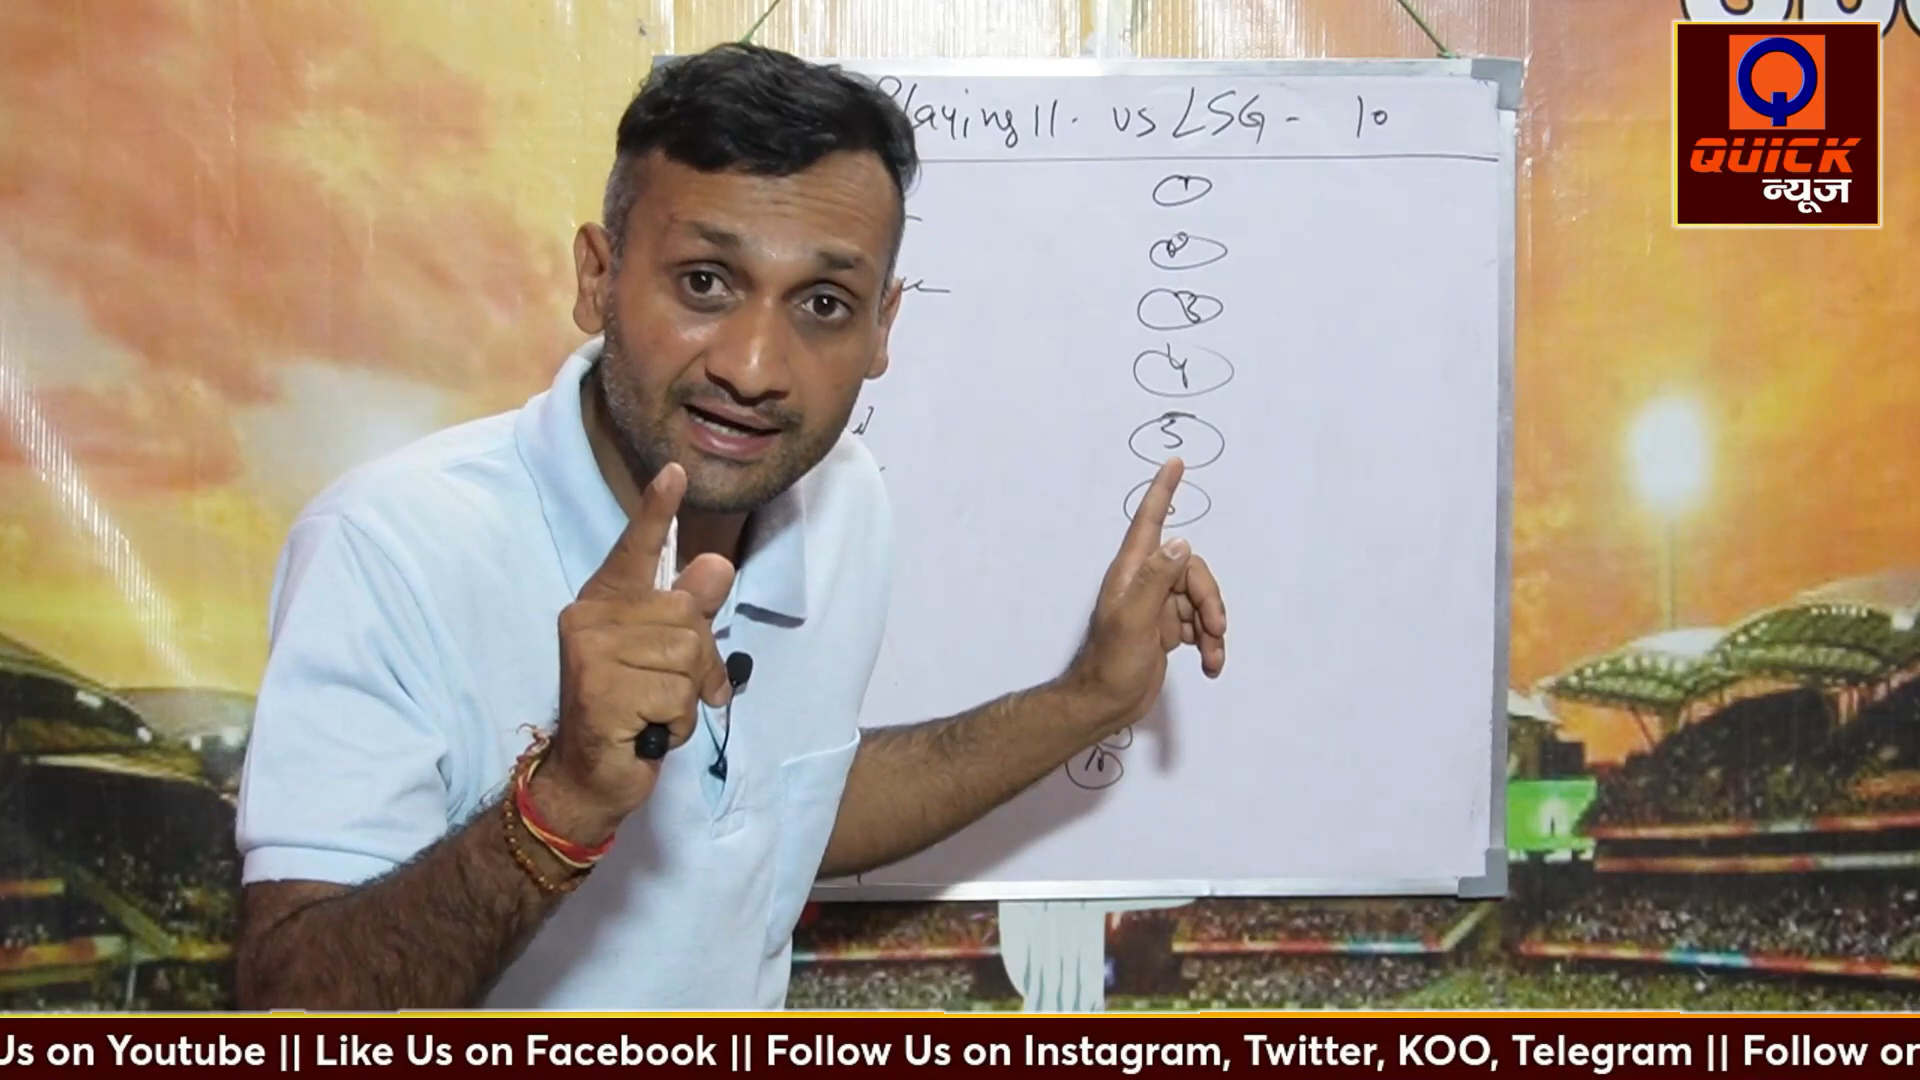 Playing 11. vs LSG - 10
QUICK
न्यूज
1
2
3
4
5
10
Us on Youtube || Like Us on Facebook || Follow Us on Instagram, Twitter, KOO, Telegram || Follow on